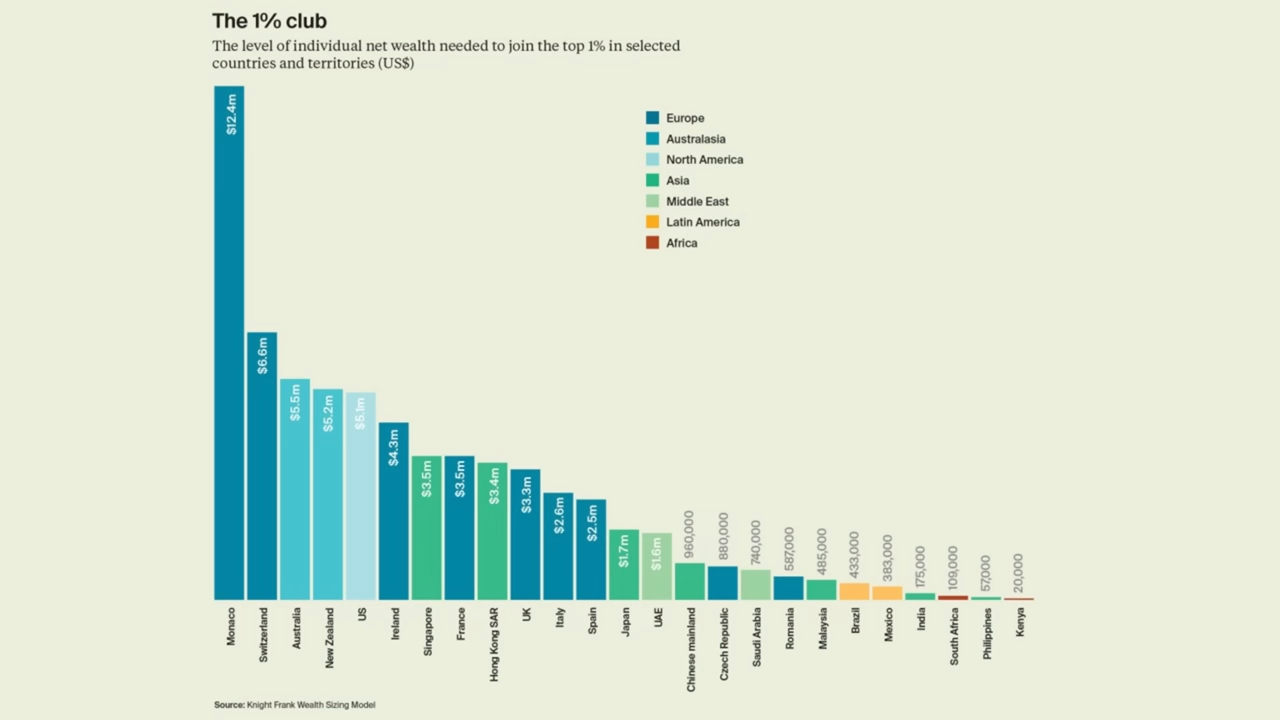 The 1% club
The level of individual net wealth needed to join the top 1% in selected
countries and territories (US$)
Europe
Australasia
North America
Asia
Middle East
Latin America
Africa
$12.4m
$6.6m
$5.5m
$5.2m
$5.1m
$4.3m
$3.5m
$3.5m
$3.4m
$3.3m
$2.6m
$2.5m
$1.7m
$1.6m
960,000
880,000
740,000
587,000
485,000
433,000
383,000
175,000
109,000
57,000
20,000
Monaco
Switzerland
Australia
New Zealand
US
Ireland
Singapore
France
Hong Kong SAR
UK
Italy
Spain
Japan
UAE
Chinese mainland
Czech Republic
Saudi Arabia
Romania
Malaysia
Brazil
Mexico
India
South Africa
Philippines
Kenya
Source: Knight Frank Wealth Sizing Model